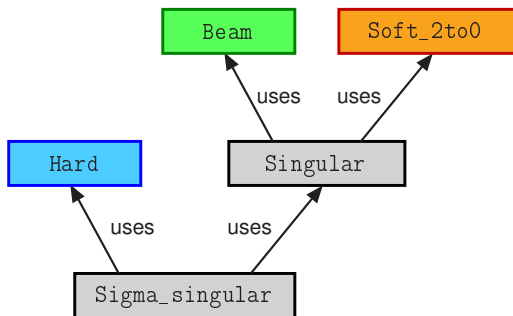 Beam
Soft_2to0
uses
uses
Hard
Singular
uses
uses
Sigma_singular